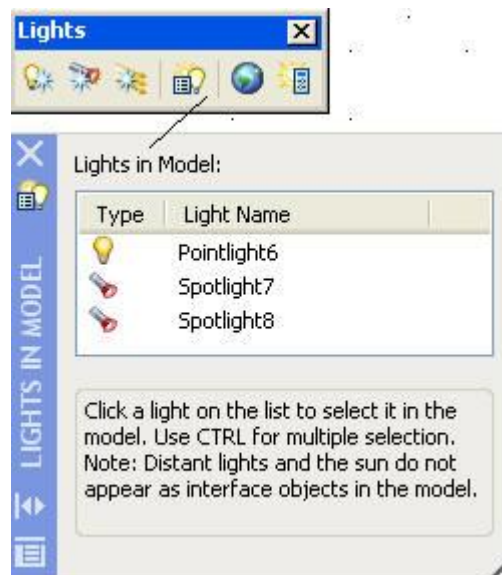 Lights
Lights in Model:
Type Light Name
Pointlight6
Spotlight7
Spotlight8
LIGHTS IN MODEL
Click a light on the list to select it in the
model. Use CTRL for multiple selection.
Note: Distant lights and the sun do not
appear as interface objects in the model.